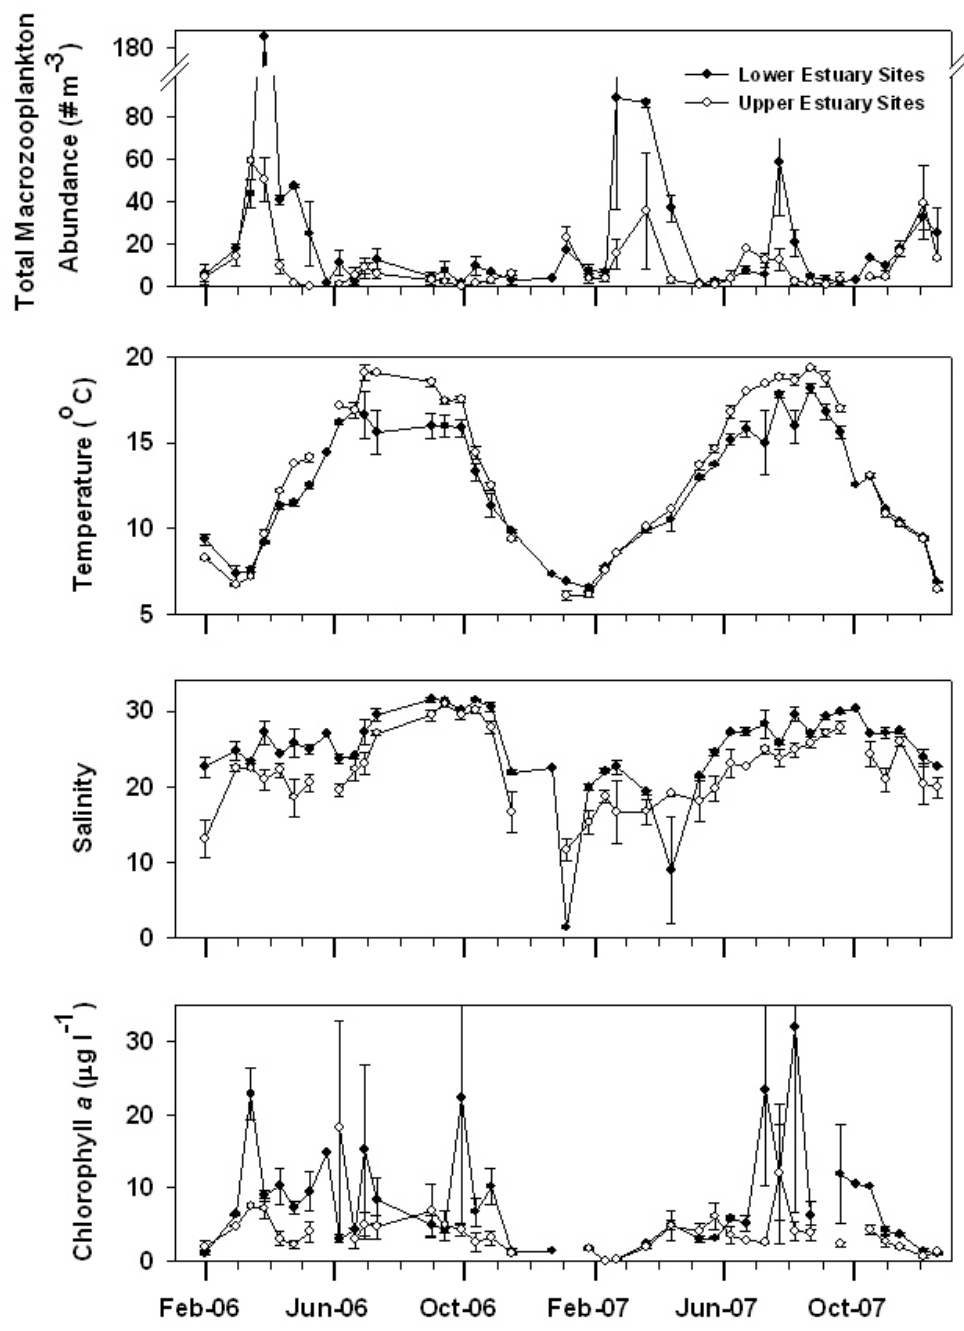 Total Macrozooplankton
Abundance (# m-3)
180
80
60
40
20
0
Lower Estuary Sites
Upper Estuary Sites
Temperature (oC)
20
15
10
5
Salinity
30
20
10
0
Chlorophyll a (µg l-1)
30
20
10
0
Feb-06 Jun-06 Oct-06 Feb-07 Jun-07 Oct-07